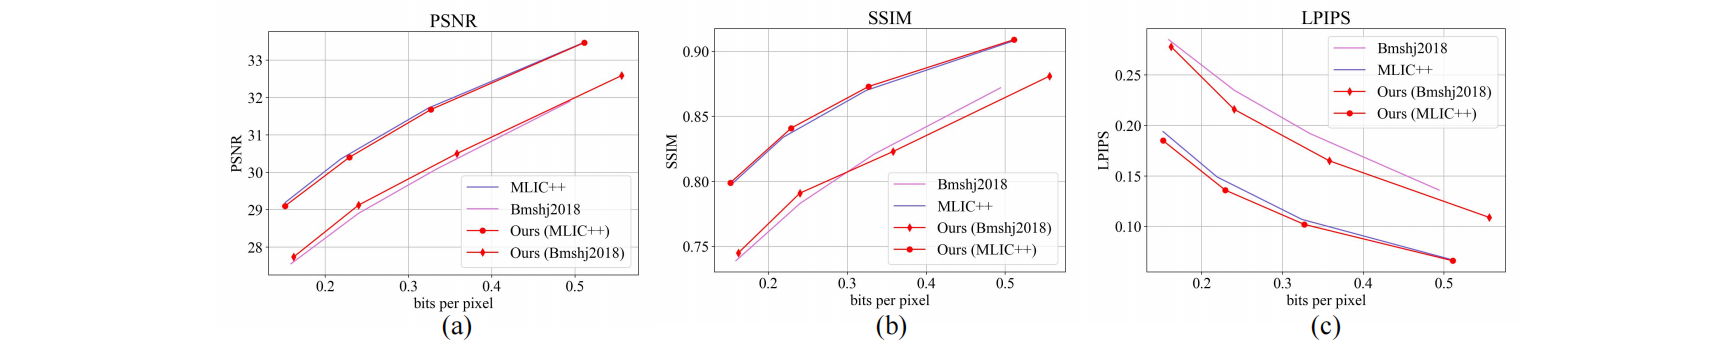 PSNR
33
32
31
30
29
28
PSNR
0.2
0.3
0.4
0.5
bits per pixel
MLIC++
Bmshj2018
Ours (MLIC++)
Ours (Bmshj2018)
(a)
SSIM
0.90
0.85
0.80
0.75
SSIM
0.2
0.3
0.4
0.5
bits per pixel
Bmshj2018
MLIC++
Ours (Bmshj2018)
Ours (MLIC++)
(b)
LPIPS
0.25
0.20
0.15
0.10
LPIPS
0.2
0.3
0.4
0.5
bits per pixel
Bmshj2018
MLIC++
Ours (Bmshj2018)
Ours (MLIC++)
(c)